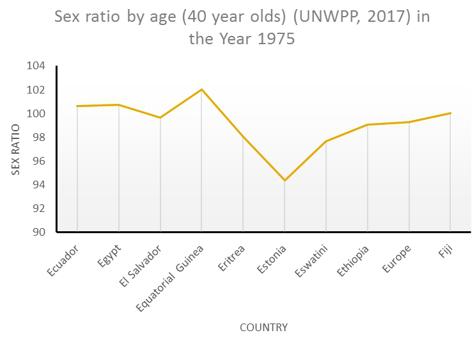 Sex ratio by age (40 year olds) (UNWPP, 2017) in
the Year 1975
104
102
100
98
96
94
92
90
SEX RATIO
Ecuador
Egypt
El Salvador
Equatorial Guinea
Eritrea
Estonia
Eswatini
Ethiopia
Europe
Fiji
COUNTRY